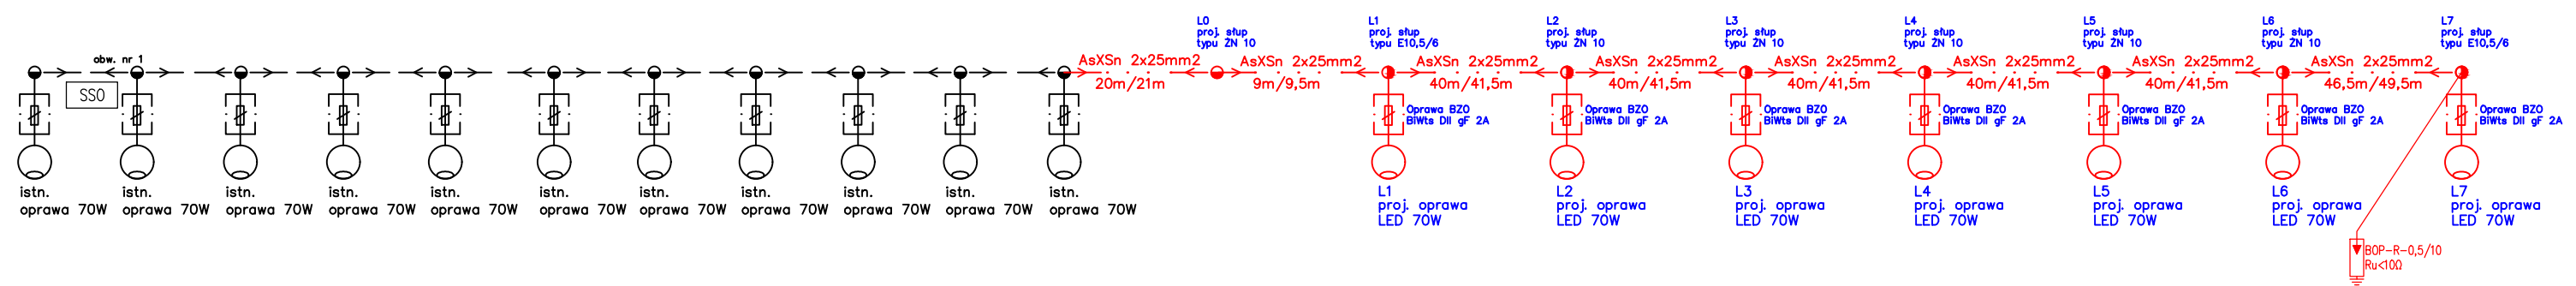 obw. nr 1
SSO
istn.
oprawa 70W
istn.
oprawa 70W
istn.
oprawa 70W
istn.
oprawa 70W
istn.
oprawa 70W
istn.
oprawa 70W
istn.
oprawa 70W
istn.
oprawa 70W
istn.
oprawa 70W
istn.
oprawa 70W
istn.
oprawa 70W
AsXSn 2x25mm2
20m/21m
L0
proj. słup
typu ŻN 10
AsXSn 2x25mm2
9m/9,5m
L1
proj. słup
typu E10,5/6
Oprawa BZO
BiWts DII gF 2A
L1
proj. oprawa
LED 70W
AsXSn 2x25mm2
40m/41,5m
L2
proj. słup
typu ŻN 10
Oprawa BZO
BiWts DII gF 2A
L2
proj. oprawa
LED 70W
AsXSn 2x25mm2
40m/41,5m
L3
proj. słup
typu ŻN 10
Oprawa BZO
BiWts DII gF 2A
L3
proj. oprawa
LED 70W
AsXSn 2x25mm2
40m/41,5m
L4
proj. słup
typu ŻN 10
Oprawa BZO
BiWts DII gF 2A
L4
proj. oprawa
LED 70W
AsXSn 2x25mm2
40m/41,5m
L5
proj. słup
typu ŻN 10
Oprawa BZO
BiWts DII gF 2A
L5
proj. oprawa
LED 70W
AsXSn 2x25mm2
40m/41,5m
L6
proj. słup
typu ŻN 10
Oprawa BZO
BiWts DII gF 2A
L6
proj. oprawa
LED 70W
AsXSn 2x25mm2
46,5m/49,5m
L7
proj. słup
typu E10,5/6
Oprawa BZO
BiWts DII gF 2A
L7
proj. oprawa
LED 70W
BOP-R-0,5/10
Ru<10Ω